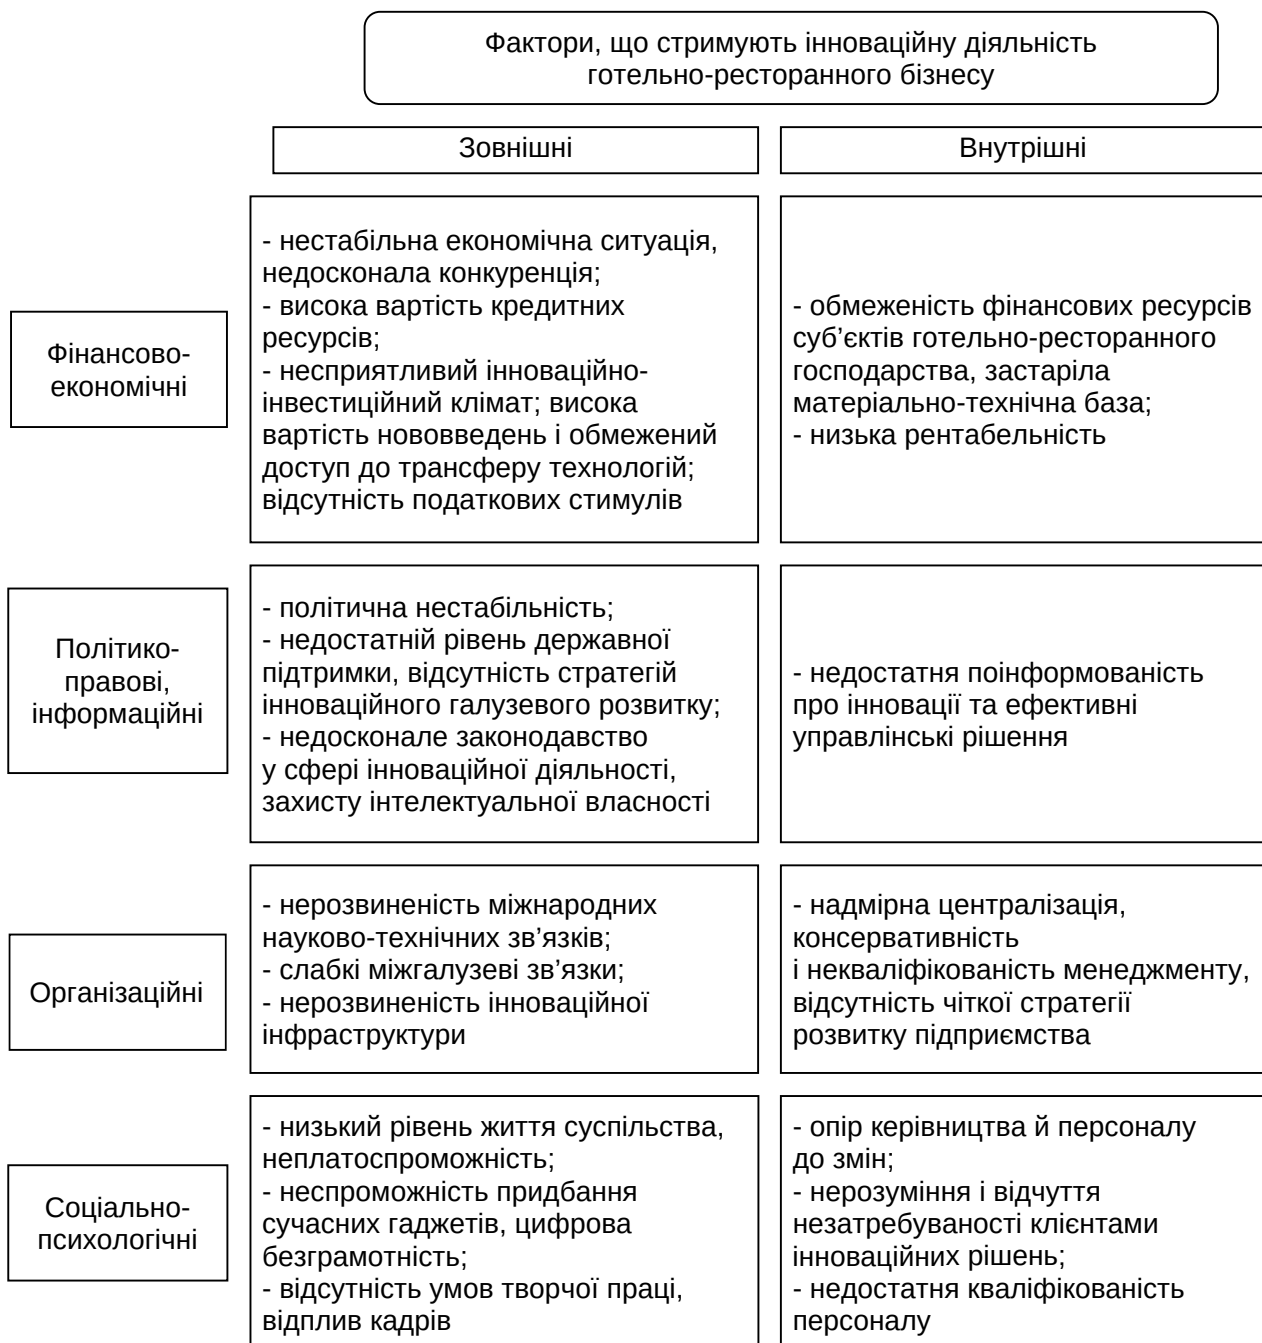 Фактори, що стримують інноваційну діяльність
готельно-ресторанного бізнесу
Зовнішні
Внутрішні
Фінансово-
економічні
- нестабільна економічна ситуація,
недосконала конкуренція;
- висока вартість кредитних
ресурсів;
- несприятливий інноваційно-
інвестиційний клімат; висока
вартість нововведень і обмежений
доступ до трансферу технологій;
відсутність податкових стимулів
- обмеженість фінансових ресурсів
суб’єктів готельно-ресторанного
господарства, застаріла
матеріально-технічна база;
- низька рентабельність
Політико-
правові,
інформаційні
- політична нестабільність;
- недостатній рівень державної
підтримки, відсутність стратегій
інноваційного галузевого розвитку;
- недосконале законодавство
у сфері інноваційної діяльності,
захисту інтелектуальної власності
- недостатня поінформованість
про інновації та ефективні
управлінські рішення
Організаційні
- нерозвиненість міжнародних
науково-технічних зв’язків;
- слабкі міжгалузеві зв’язки;
- нерозвиненість інноваційної
інфраструктури
- надмірна централізація,
консервативність
і некваліфікованість менеджменту,
відсутність чіткої стратегії
розвитку підприємства
Соціально-
психологічні
- низький рівень життя суспільства,
неплатоспроможність;
- неспроможність придбання
сучасних гаджетів, цифрова
безграмотність;
- відсутність умов творчої праці,
відплив кадрів
- опір керівництва й персоналу
до змін;
- нерозуміння і відчуття
незатребуваності клієнтами
інноваційних рішень;
- недостатня кваліфікованість
персоналу